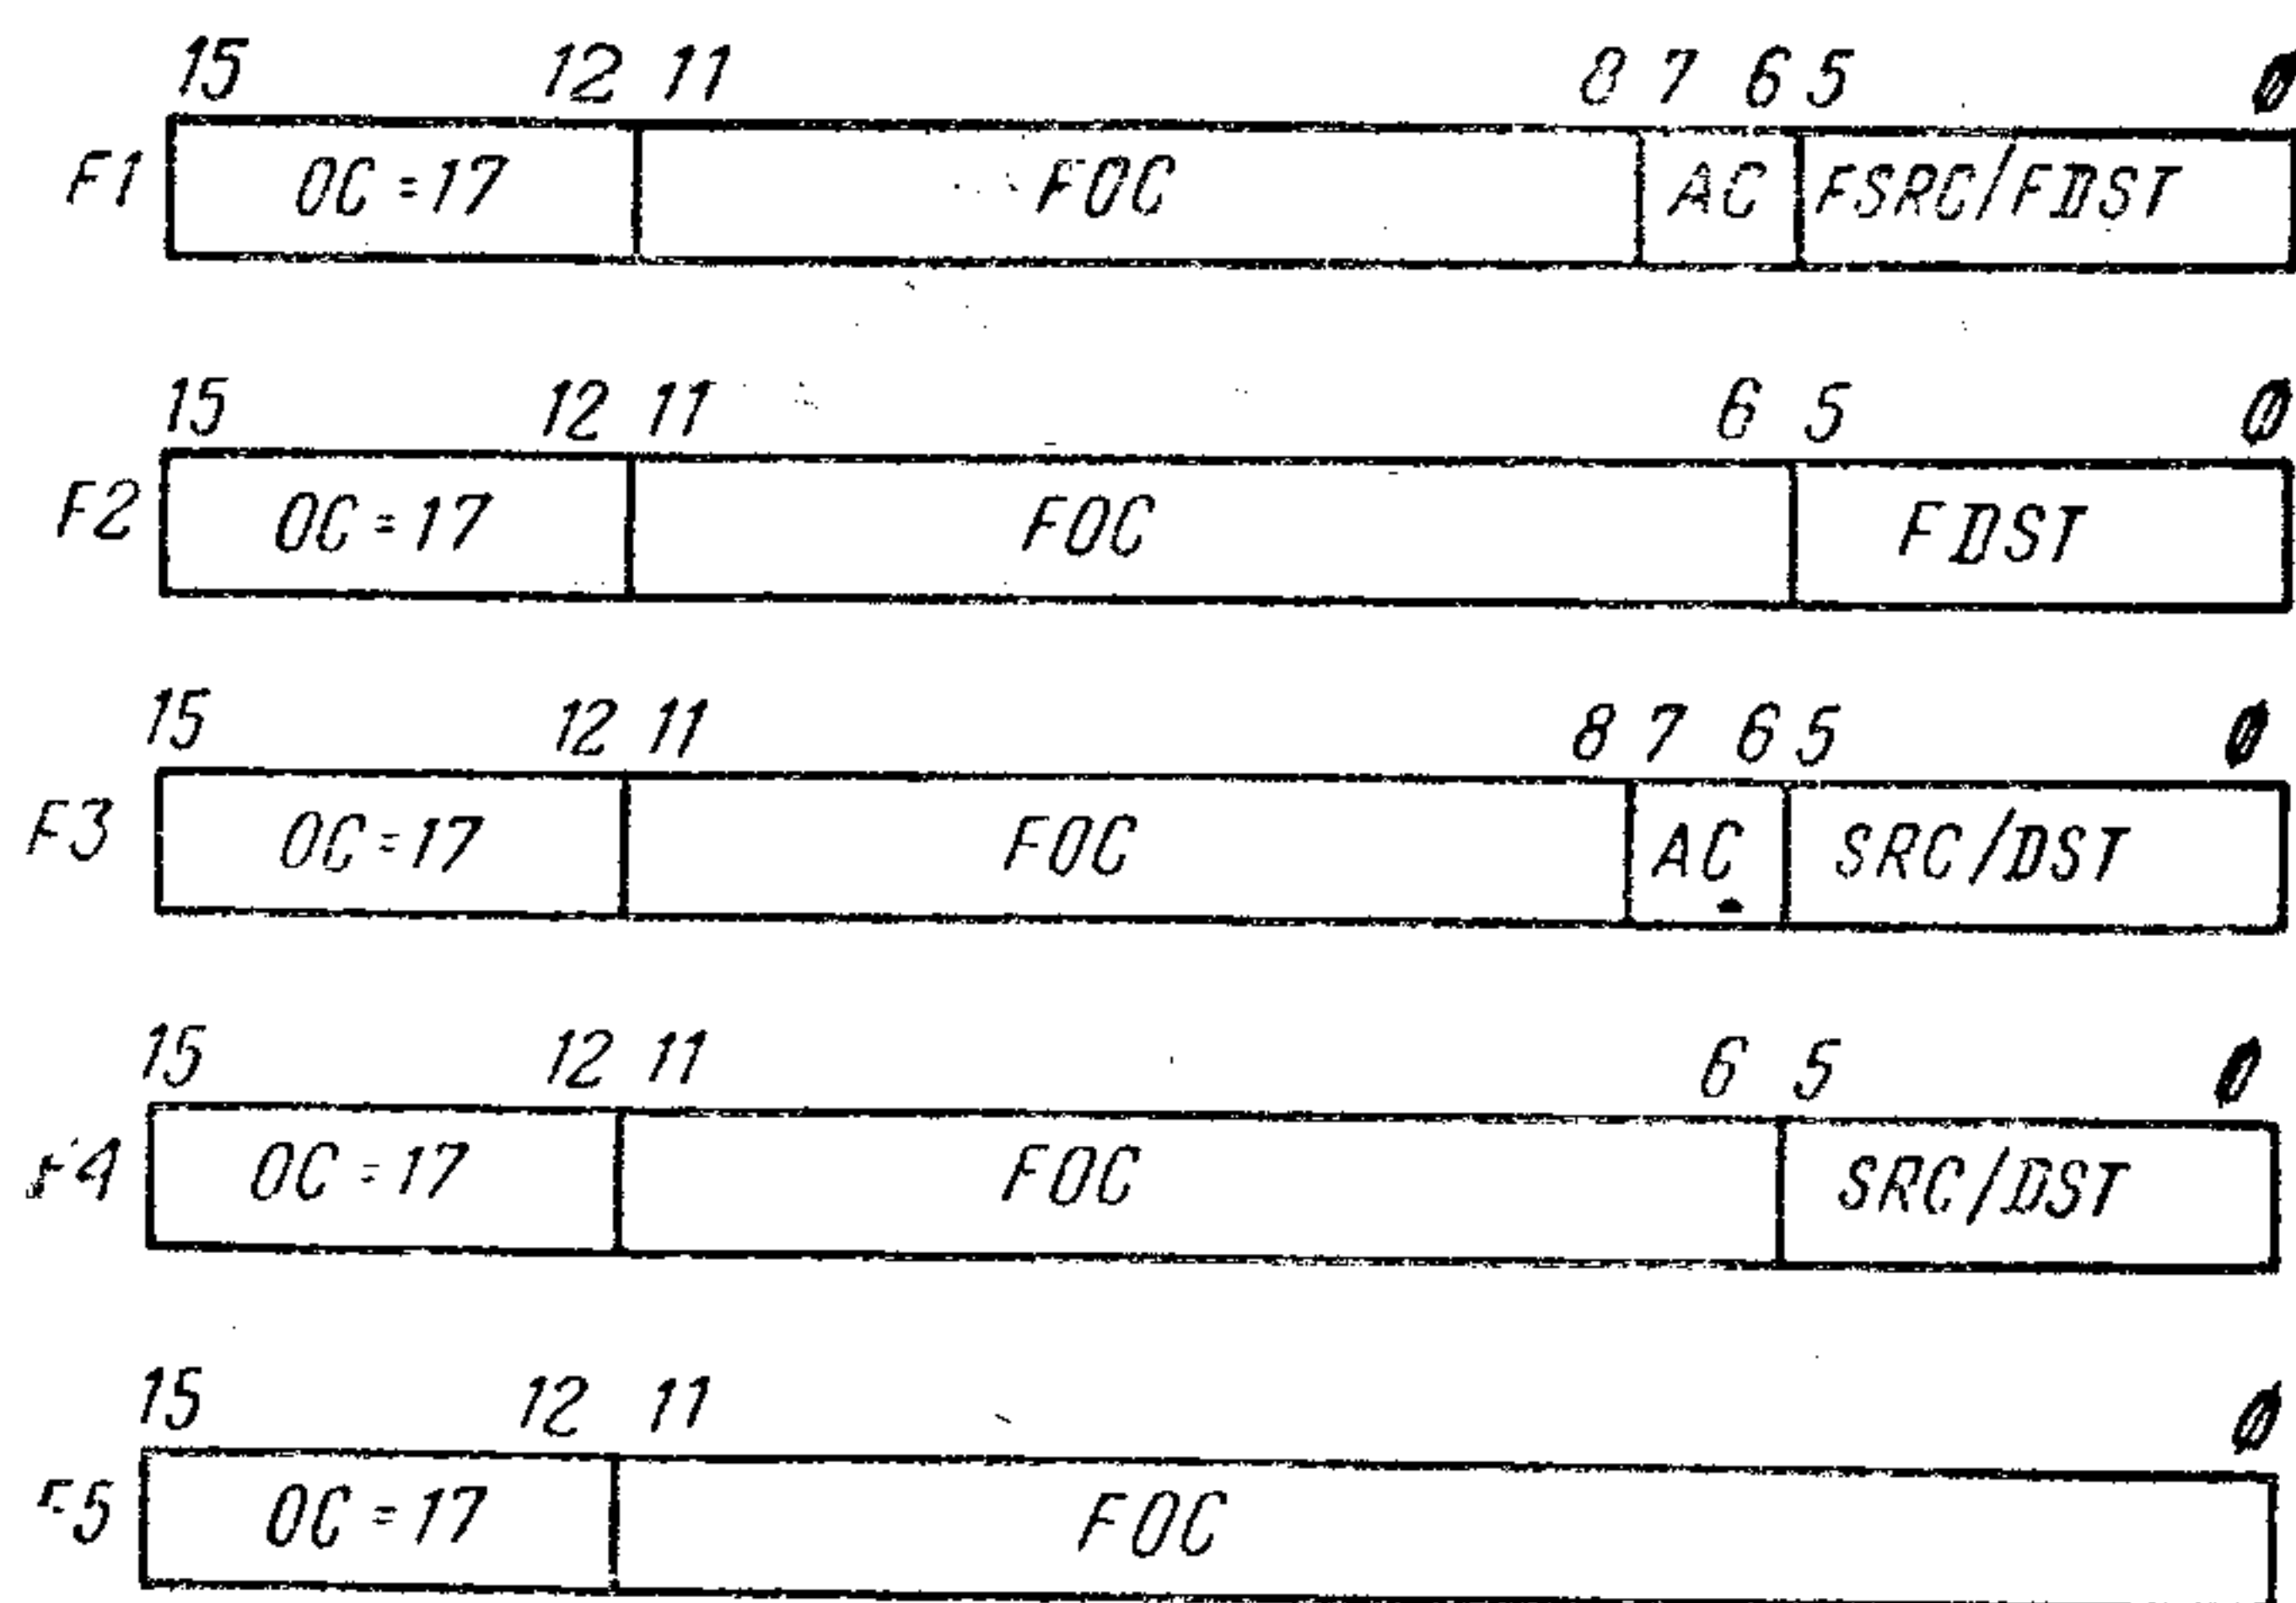 15 12 11 8 7 6 5 0
F1 OC=17 FOC AC FSRC/FDST
15 12 11 6 5 0
F2 OC=17 FOC FDST
15 12 11 8 7 6 5 0
F3 OC=17 FOC AC SRC/DST
15 12 11 6 5 0
F4 OC=17 FOC SRC/DST
15 12 11 0
F5 OC=17 FOC